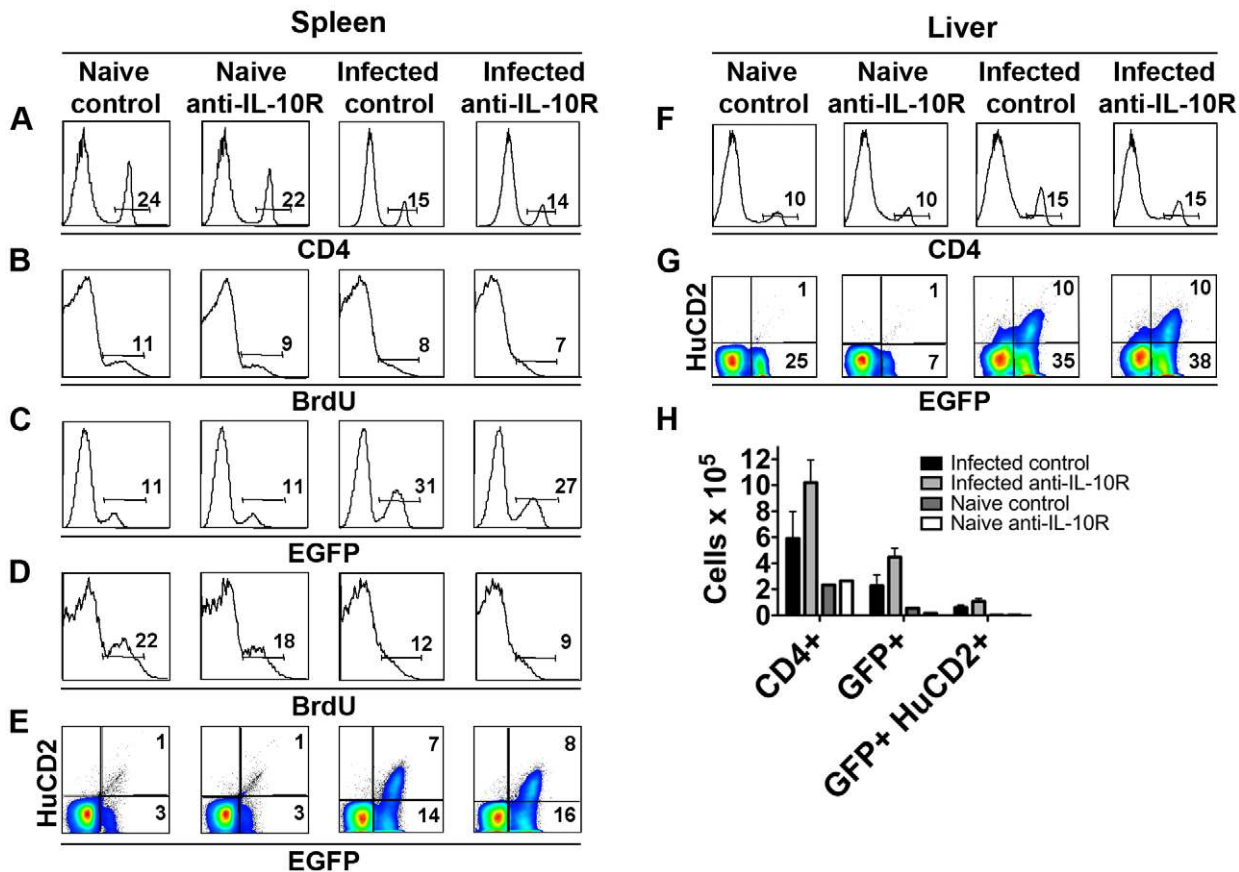 Spleen
Naive control
Naive anti-IL-10R
Infected control
Infected anti-IL-10R
A
24
22
15
14
CD4
B
11
9
8
7
BrdU
C
11
11
31
27
EGFP
D
22
18
12
9
BrdU
E
HuCD2
1
3
1
3
7
14
8
16
EGFP
Liver
Naive control
Naive anti-IL-10R
Infected control
Infected anti-IL-10R
F
10
10
15
15
CD4
G
HuCD2
1
25
1
7
10
35
10
38
EGFP
H
Cells x 10⁵
12
10
8
6
4
2
0
Infected control
Infected anti-IL-10R
Naive control
Naive anti-IL-10R
CD4+
GFP+
GFP+ HuCD2+